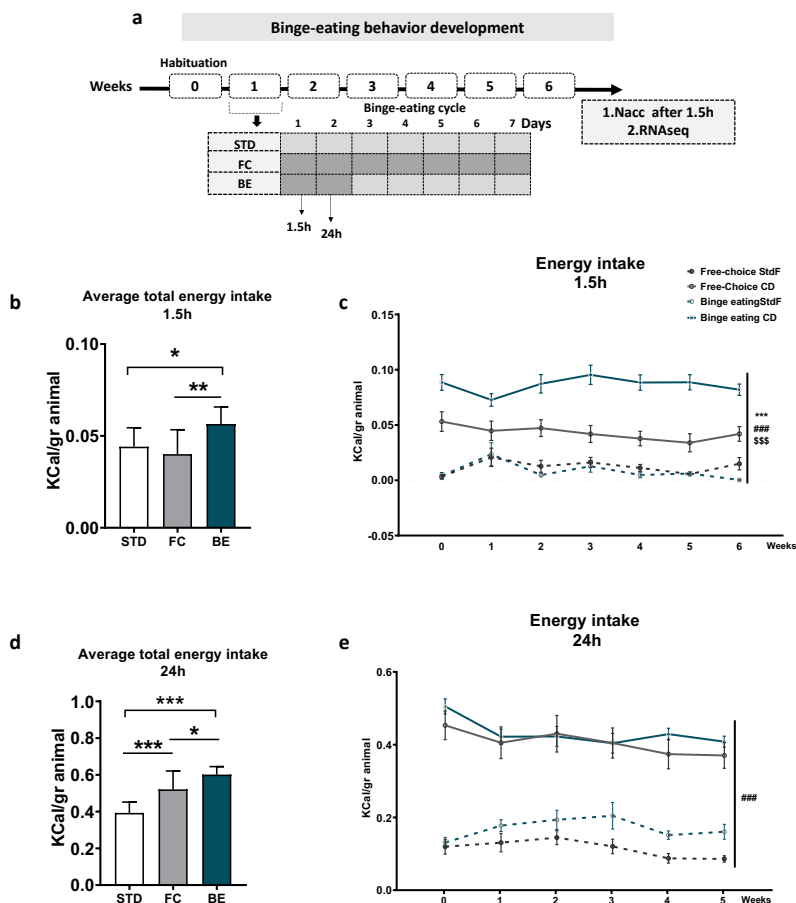 a
Binge-eating behavior development
Habituation
Weeks 0 1 2 3 4 5 6
Binge-eating cycle
1 2 3 4 5 6 7 Days
STD
FC
BE
1.5h 24h
1.Nacc after 1.5h
2.RNAseq
b
Average total energy intake
1.5h
KCal/gr animal
0.10
0.05
0.00
*
**
STD FC BE
c
Energy intake
1.5h
Free-choice StdF
Free-Choice CD
Binge eatingStdF
Binge eating CD
KCal/gr animal
0.15
0.10
0.05
0.00
-0.05
***
###
$$$
0 1 2 3 4 5 6 Weeks
d
Average total energy intake
24h
KCal/gr animal
1.0
0.8
0.6
0.4
0.2
0.0
***
***
*
STD FC BE
e
Energy intake
24h
KCal/gr animal
0.6
0.4
0.2
0.0
###
0 1 2 3 4 5 Weeks